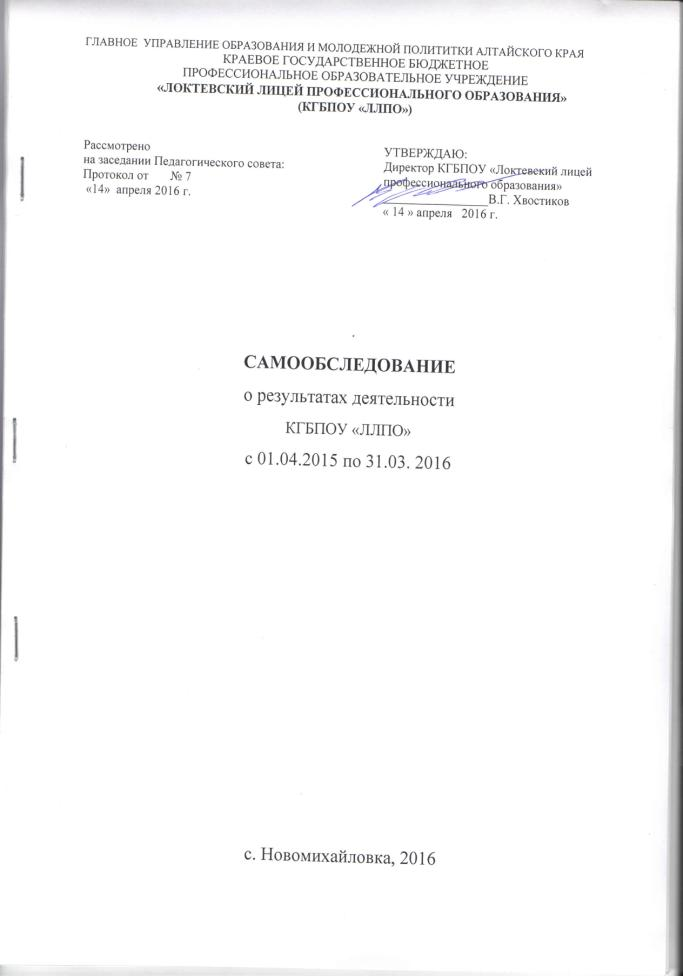 ГЛАВНОЕ УПРАВЛЕНИЕ ОБРАЗОВАНИЯ И МОЛОДЕЖНОЙ ПОЛИТИТКИ АЛТАЙСКОГО КРАЯ
КРАЕВОЕ ГОСУДАРСТВЕННОЕ БЮДЖЕТНОЕ
ПРОФЕССИОНАЛЬНОЕ ОБРАЗОВАТЕЛЬНОЕ УЧРЕЖДЕНИЕ
«ЛОКТЕВСКИЙ ЛИЦЕЙ ПРОФЕССИОНАЛЬНОГО ОБРАЗОВАНИЯ»
(КГБПОУ «ЛЛПО»)
Рассмотрено
на заседании Педагогического совета:
Протокол от № 7
«14» апреля 2016 г.
УТВЕРЖДАЮ:
Директор КГБПОУ «Локтевский лицей
профессионального образования»
_________________В.Г. Хвостиков
« 14 » апреля 2016 г.
САМООБСЛЕДОВАНИЕ
о результатах деятельности
КГБПОУ «ЛЛПО»
с 01.04.2015 по 31.03. 2016
с. Новомихайловка, 2016